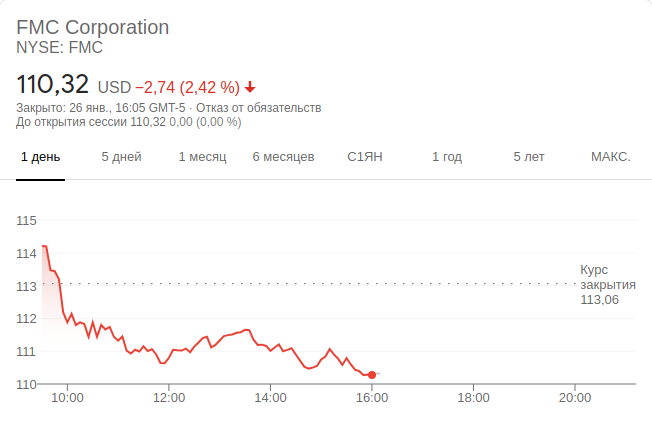 FMC Corporation
NYSE: FMC
110,32 USD −2,74 (2,42 %)
Закрыто: 26 янв., 16:05 GMT-5 · Отказ от обязательств
До открытия сессии 110,32 0,00 (0,00 %)
1 день 5 дней 1 месяц 6 месяцев С1ЯН 1 год 5 лет МАКС.
115
114
113
112
111
110
Курс
закрытия
113,06
10:00 12:00 14:00 16:00 18:00 20:00